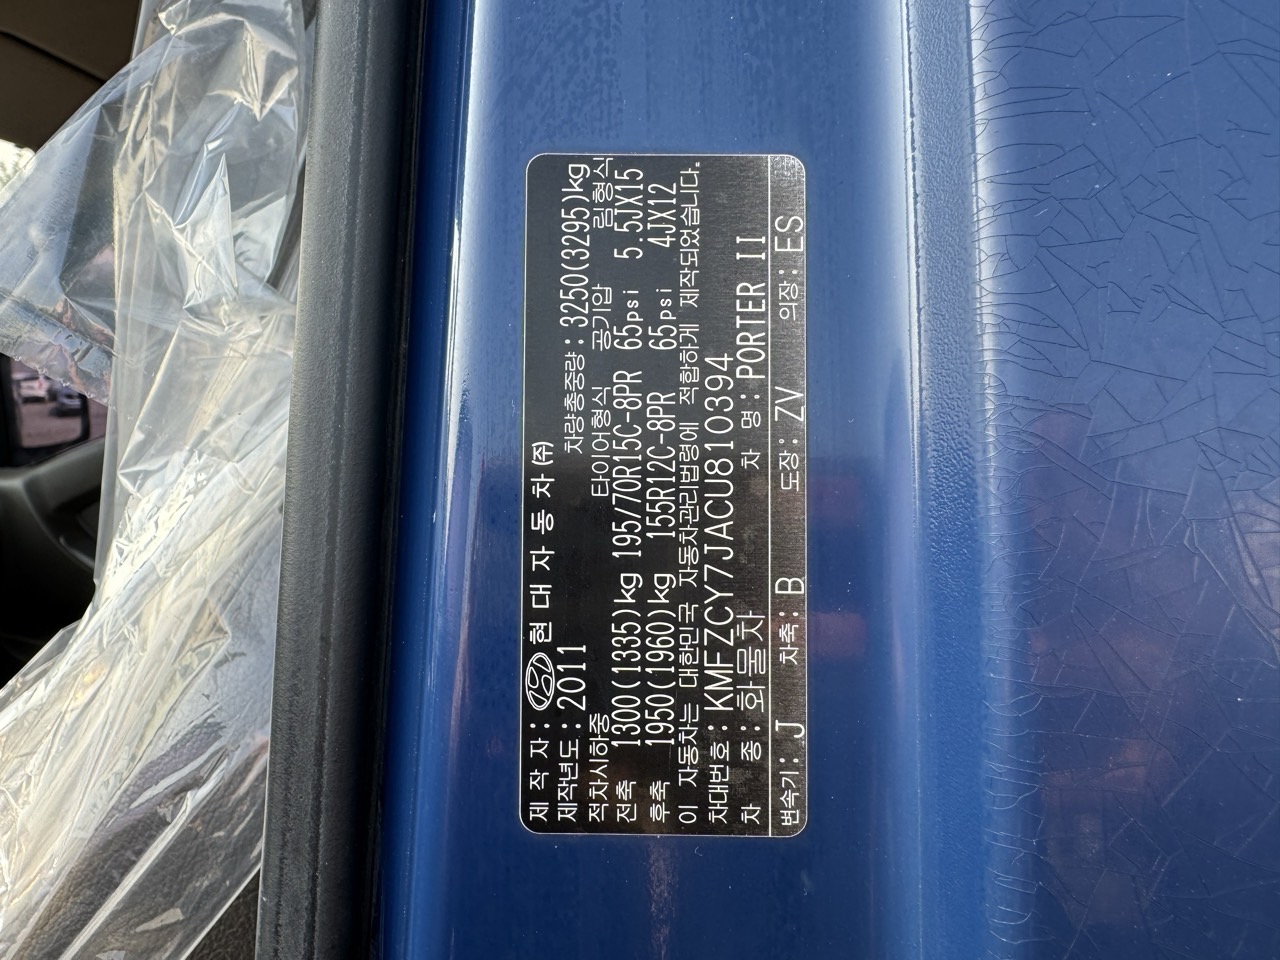 제 작 자 : 현 대 자 동 차 (주)
제작년도 : 2011 차량총중량 : 3250(3295)kg
적차시하중 타이어형식 공기압 림형식
전축 1300(1335)kg 195/70R15C-8PR 65psi 5.5JX15
후축 1950(1960)kg 155R12C-8PR 65psi 4JX12
이 자동차는 대한민국 자동차관리법령에 적합하게 제작되었습니다.
차대번호 : KMFZCY7JACU810394
차 종 : 화물차 차 명 : PORTER II
변속기 : J 차축 : B 도장 : ZV 의장 : ES